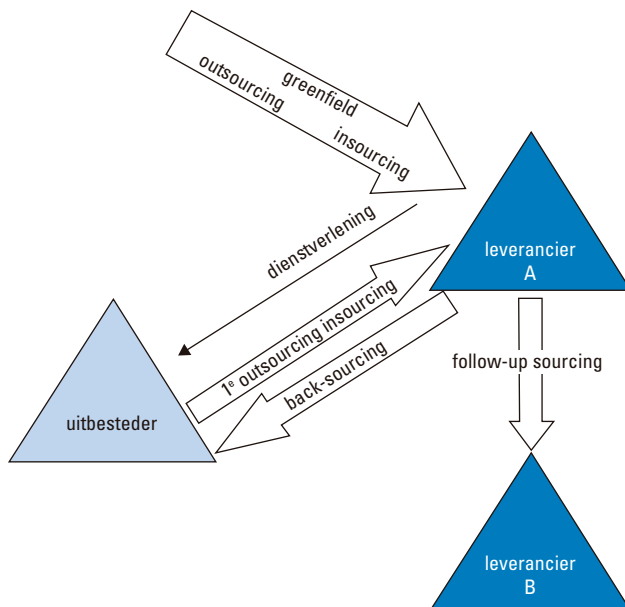 greenfield
outsourcing
insourcing
dienstverlening
leverancier
A
1e outsourcing insourcing
back-sourcing
follow-up sourcing
uitbesteder
leverancier
B